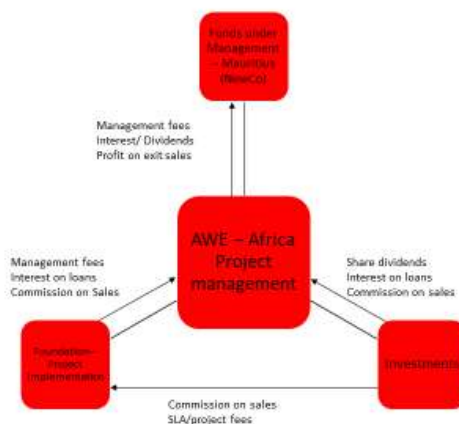 Funds under
Management
– Mauritius
(NewCo)
Management fees
Interest/ Dividends
Profit on exit sales
AWE – Africa
Project
management
Management fees
Interest on loans
Commission on Sales
Share dividends
Interest on loans
Commission on sales
Foundation–
Project
Implementation
Investments
Commission on sales
SLA/project fees